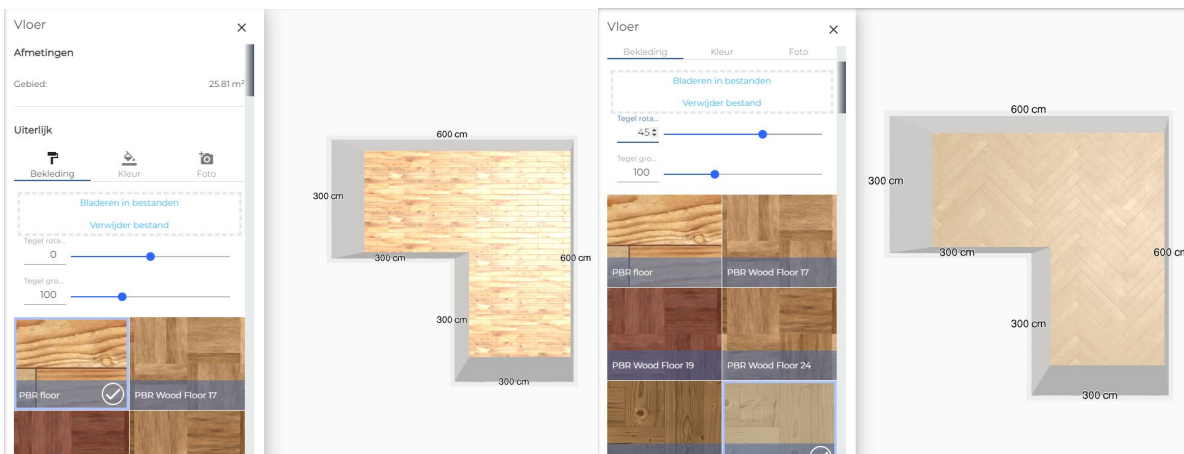 Vloer
Afmetingen
Gebied: 25.81 m²
Uiterlijk
Bekleding Kleur Foto
Bladeren in bestanden
Verwijder bestand
Tegel rota...
0
Tegel gro...
100
PBR floor PBR Wood Floor 17
600 cm
300 cm
300 cm 600 cm
300 cm
300 cm
Vloer
Bekleding Kleur Foto
Bladeren in bestanden
Verwijder bestand
Tegel rota...
45
Tegel gro...
100
PBR floor PBR Wood Floor 17
PBR Wood Floor 19 PBR Wood Floor 24
600 cm
300 cm
300 cm 600 cm
300 cm
300 cm